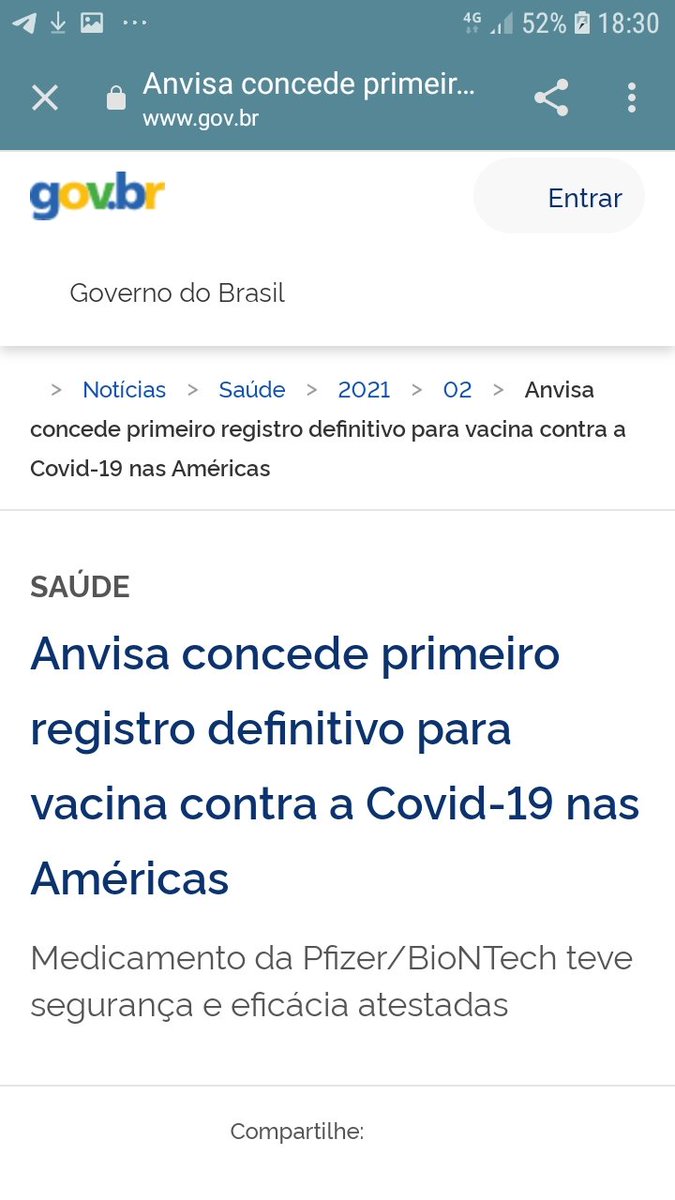 4G 52% 18:30
Anvisa concede primeir...
www.gov.br
gov.br
Entrar
Governo do Brasil
> Notícias > Saúde > 2021 > 02 > Anvisa
concede primeiro registro definitivo para vacina contra a
Covid-19 nas Américas
SAÚDE
Anvisa concede primeiro
registro definitivo para
vacina contra a Covid-19 nas
Américas
Medicamento da Pfizer/BioNTech teve
segurança e eficácia atestadas
Compartilhe: